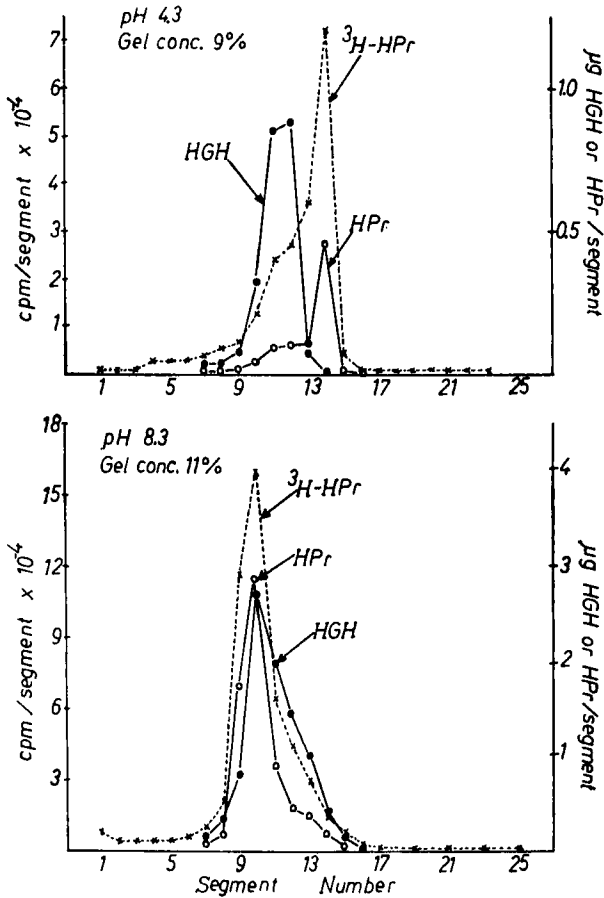 pH 4.3
Gel conc. 9%
³H-HPr
HGH
HPr
cpm/segment × 10⁻⁴
7
6
5
4
3
2
1
µg HGH or HPr/segment
1.0
0.5
1 5 9 13 17 21 25
pH 8.3
Gel conc. 11%
³H-HPr
HPr
HGH
cpm/segment × 10⁻⁴
18
15
12
9
6
3
µg HGH or HPr/segment
4
3
2
1
1 5 9 13 17 21 25
Segment Number